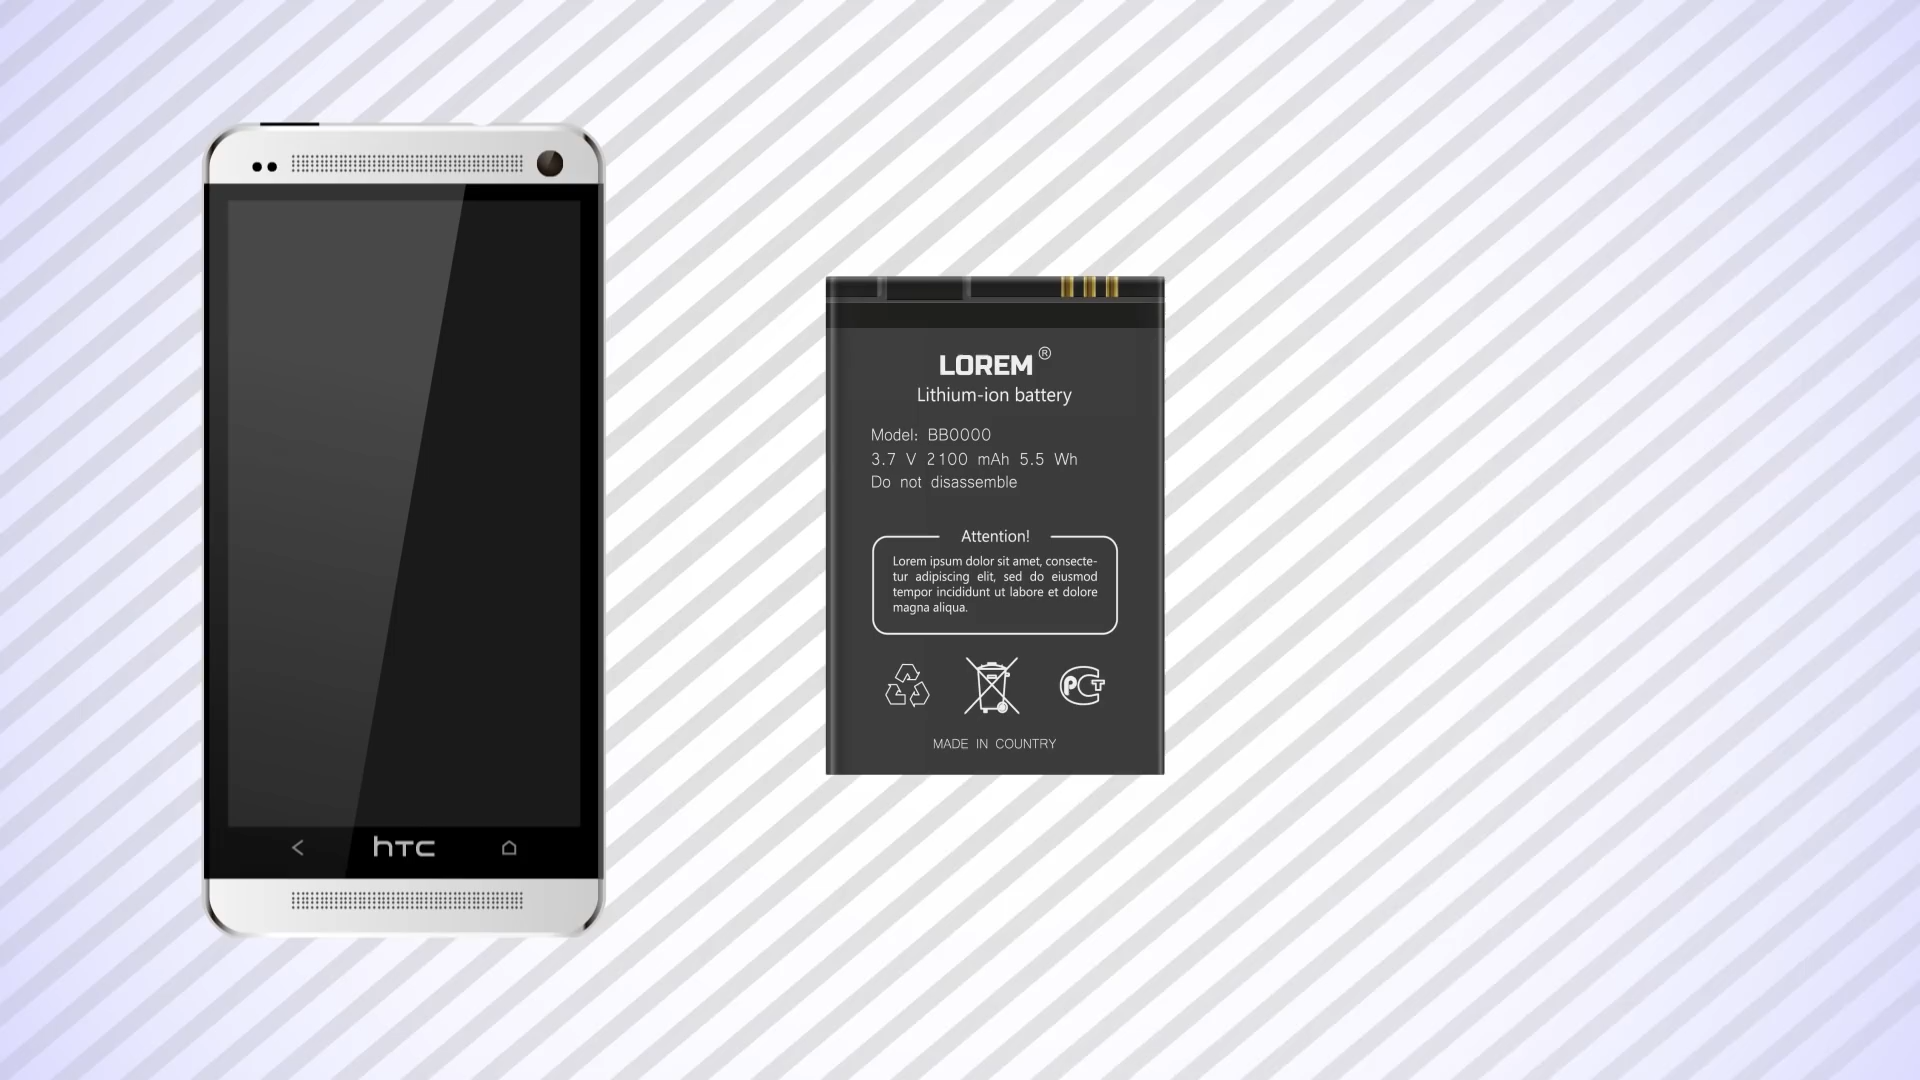 hTC
LOREM ®
Lithium-ion battery
Model: BB0000
3.7 V 2100 mAh 5.5 Wh
Do not disassemble
Attention!
Lorem ipsum dolor sit amet, consecte-
tur adipiscing elit, sed do eiusmod
tempor incididunt ut labore et dolore
magna aliqua.
PCT
MADE IN COUNTRY